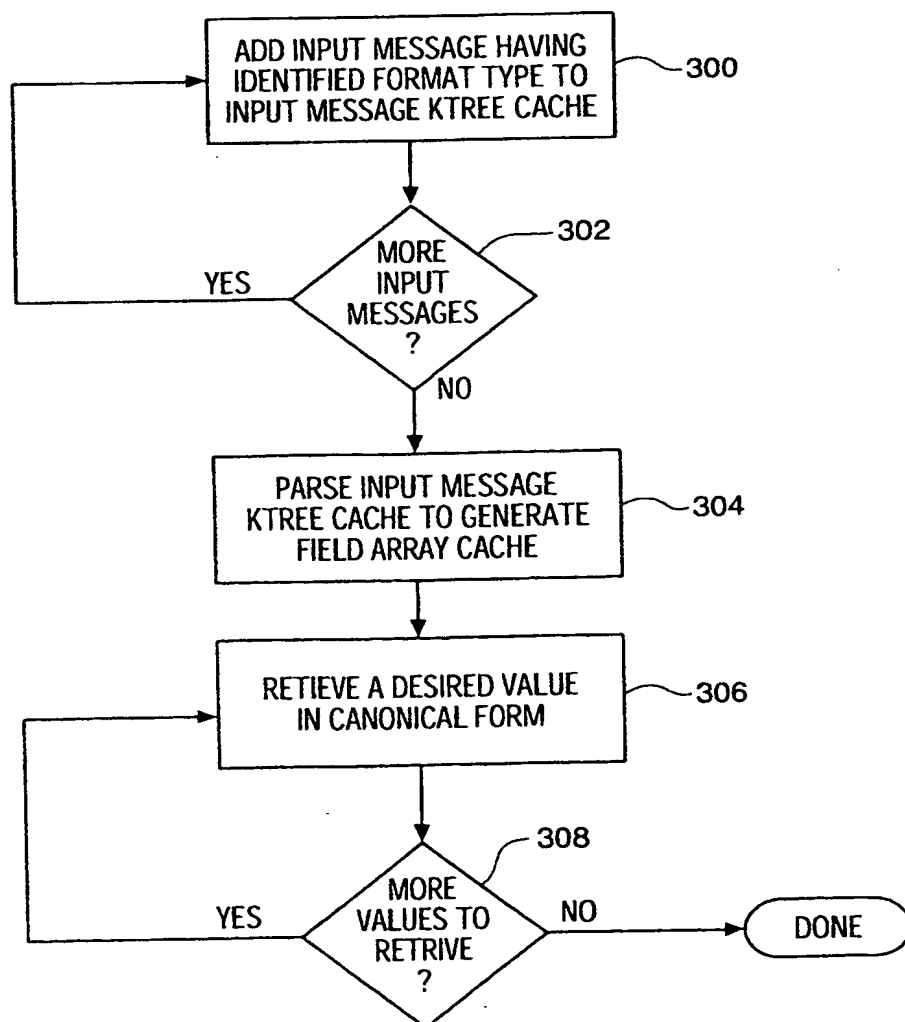 ADD INPUT MESSAGE HAVING
IDENTIFIED FORMAT TYPE TO
INPUT MESSAGE KTREE CACHE
300
MORE
INPUT
MESSAGES
?
302
YES
NO
PARSE INPUT MESSAGE
KTREE CACHE TO GENERATE
FIELD ARRAY CACHE
304
RETIEVE A DESIRED VALUE
IN CANONICAL FORM
306
MORE
VALUES TO
RETRIVE
?
308
YES
NO
DONE